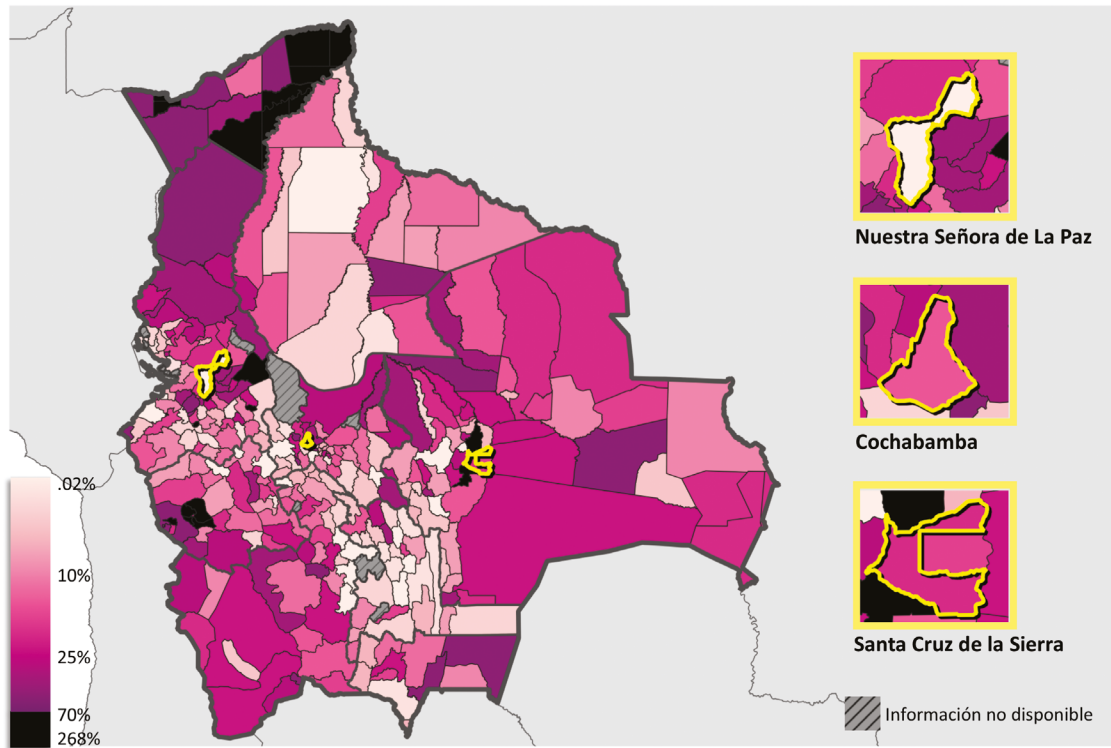 Nuestra Señora de La Paz
Cochabamba
Santa Cruz de la Sierra
.02%
10%
25%
70%
268%
Información no disponible